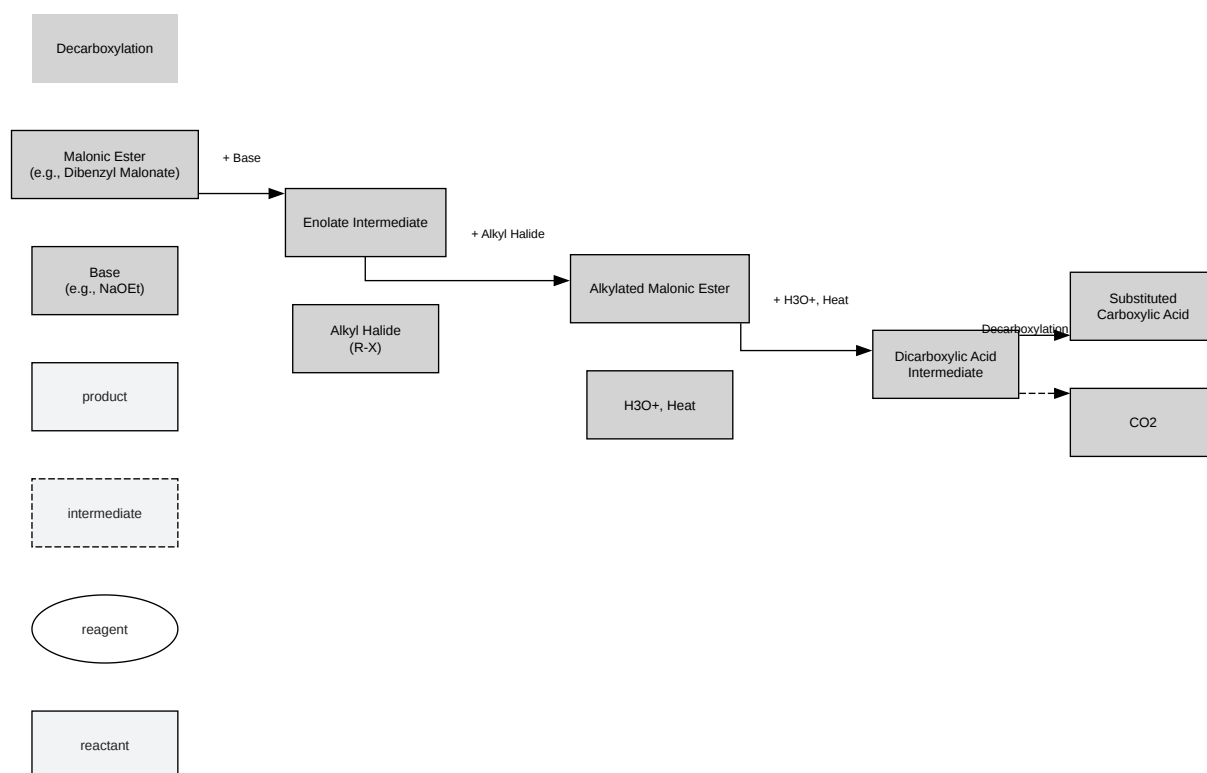 Decarboxylation
Malonic Ester
(e.g., Dibenzyl Malonate)
+ Base
Enolate Intermediate
+ Alkyl Halide
Base
(e.g., NaOEt)
Alkylated Malonic Ester
+ H3O+, Heat
Substituted
Carboxylic Acid
Decarboxylation
Alkyl Halide
(R-X)
Dicarboxylic Acid
Intermediate
product
H3O+, Heat
CO2
intermediate
reagent
reactant